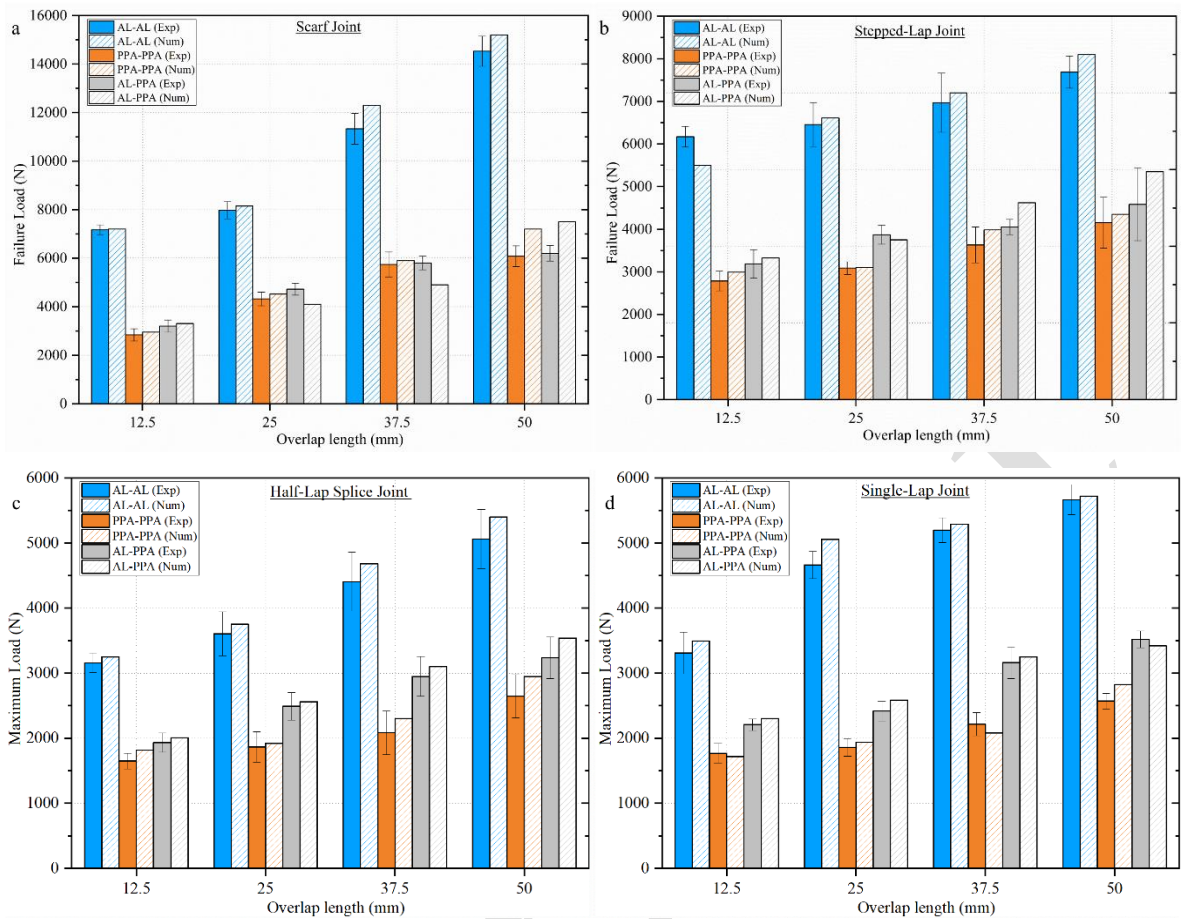 a
Scarf Joint
AL-AL (Exp)
AL-AL (Num)
PPA-PPA (Exp)
PPA-PPA (Num)
AL-PPA (Exp)
AL-PPA (Num)
16000
14000
12000
10000
8000
6000
4000
2000
0
Failure Load (N)
12.5 25 37.5 50
Overlap length (mm)
b
Stepped-Lap Joint
AL-AL (Exp)
AL-AL (Num)
PPA-PPA (Exp)
PPA-PPA (Num)
AL-PPA (Exp)
AL-PPA (Num)
9000
8000
7000
6000
5000
4000
3000
2000
1000
0
Failure Load (N)
12.5 25 37.5 50
Overlap length (mm)
c
Half-Lap Splice Joint
AL-AL (Exp)
AL-AL (Num)
PPA-PPA (Exp)
PPA-PPA (Num)
AL-PPA (Exp)
AL-PPA (Num)
6000
5000
4000
3000
2000
1000
0
Maximum Load (N)
12.5 25 37.5 50
Overlap length (mm)
d
Single-Lap Joint
AL-AL (Exp)
AL-AL (Num)
PPA-PPA (Exp)
PPA-PPA (Num)
AL-PPA (Exp)
AL-PPA (Num)
6000
5000
4000
3000
2000
1000
0
Maximum Load (N)
12.5 25 37.5 50
Overlap length (mm)